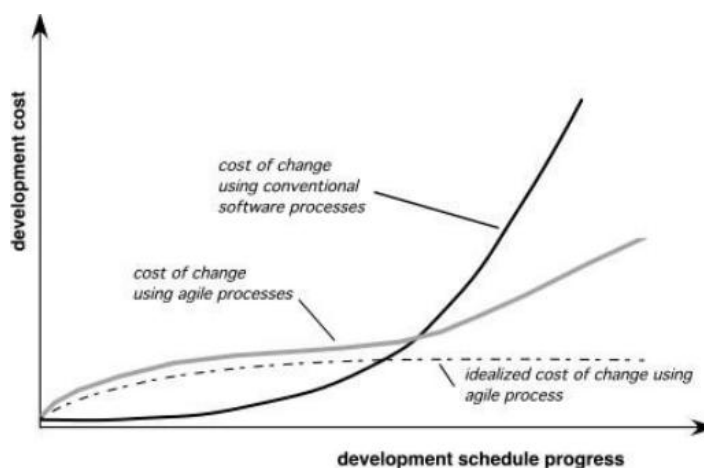 development cost
cost of change
using conventional
software processes
cost of change
using agile processes
idealized cost of change using
agile process
development schedule progress